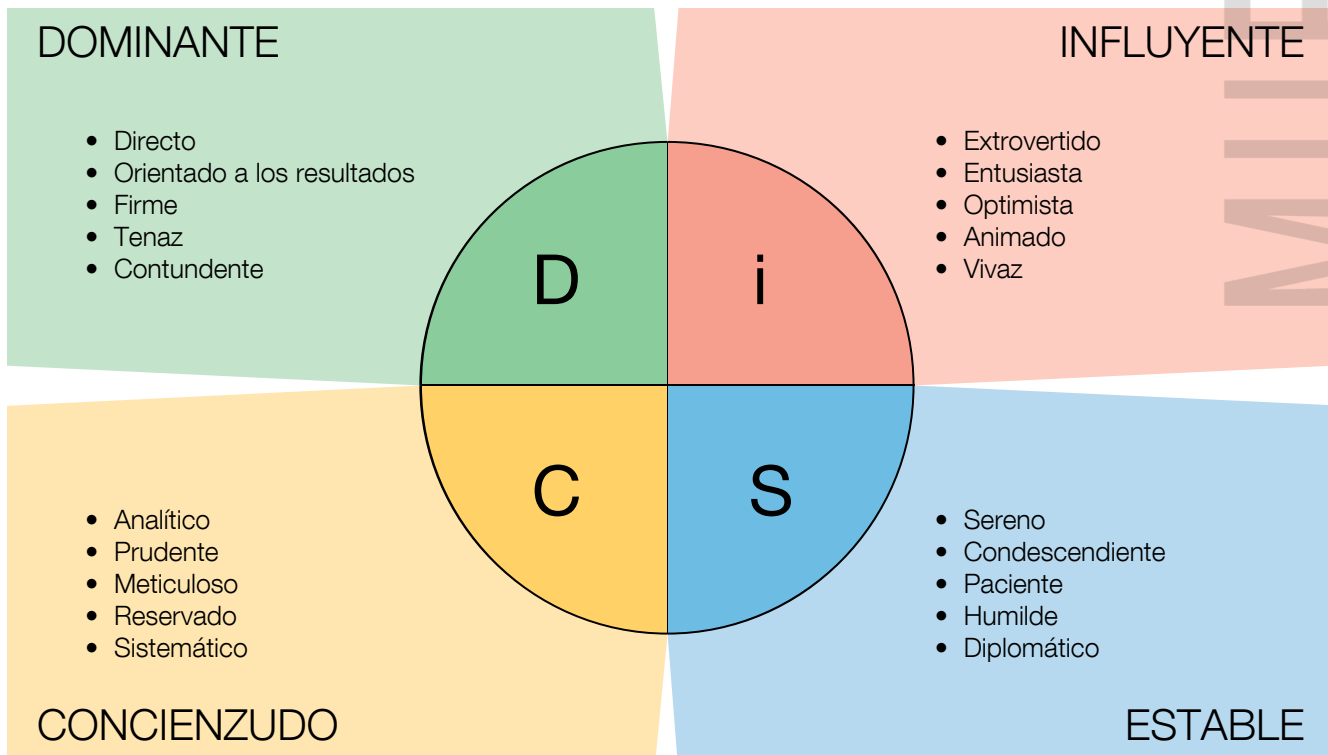 DOMINANTE
• Directo
• Orientado a los resultados
• Firme
• Tenaz
• Contundente
INFLUYENTE
• Extrovertido
• Entusiasta
• Optimista
• Animado
• Vivaz
D
i
C
S
• Analítico
• Prudente
• Meticuloso
• Reservado
• Sistemático
CONCIENZUDO
• Sereno
• Condescendiente
• Paciente
• Humilde
• Diplomático
ESTABLE